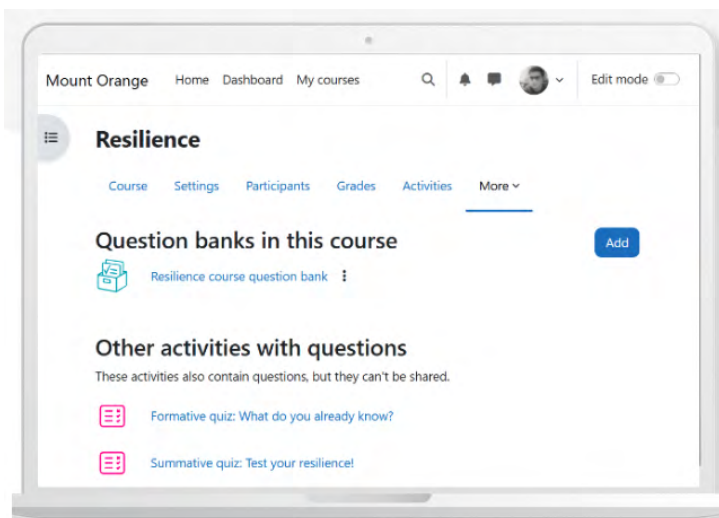 Mount Orange Home Dashboard My courses Edit mode
Resilience
Course Settings Participants Grades Activities More
Question banks in this course Add
Resilience course question bank
Other activities with questions
These activities also contain questions, but they can't be shared.
Formative quiz: What do you already know?
Summative quiz: Test your resilience!